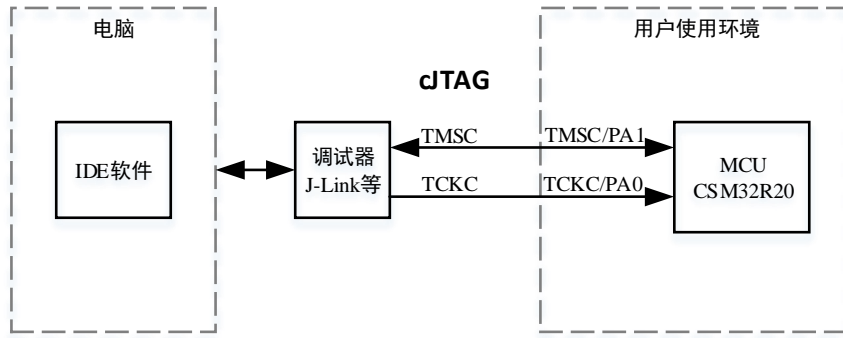 电脑
用户使用环境
cJTAG
IDE软件
调试器
J-Link等
TMSC
TMSC/PA1
TCKC
TCKC/PA0
MCU
CSM32R20